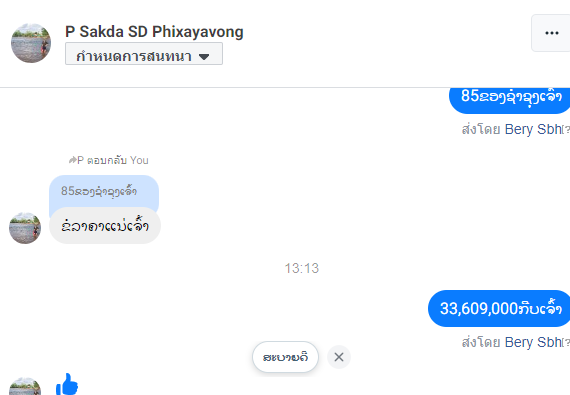 P Sakda SD Phixayavong
กำหนดการสนทนา
85ຂອງຊຳຊຸງເຈົ້າ
ส่งโดย Bery Sbh
P ตอบกลับ You
85ຂອງຊຳຊຸງເຈົ້າ
ຂໍລາຄາແນ່ເຈົ້າ
13:13
33,609,000ກີບເຈົ້າ
ส่งโดย Bery Sbh
ສະບາຍດີ